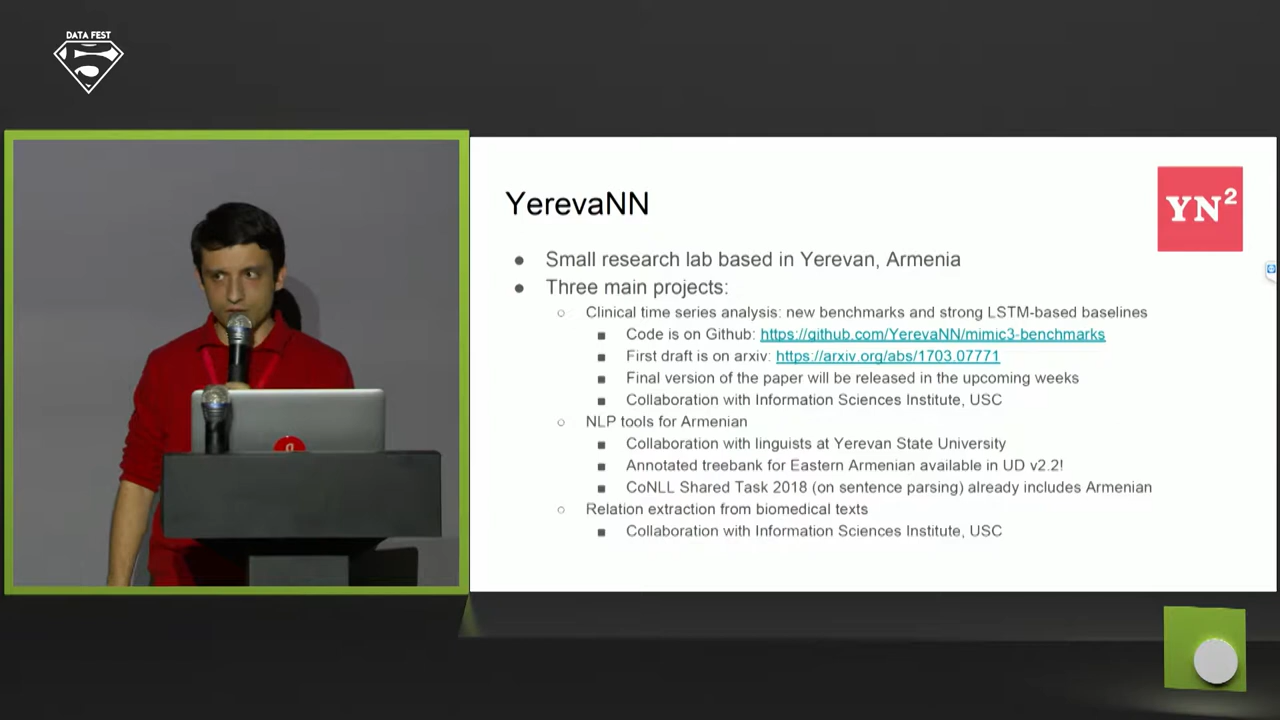 DATA FEST
YerevaNN
YN²
● Small research lab based in Yerevan, Armenia
● Three main projects:
○ Clinical time series analysis: new benchmarks and strong LSTM-based baselines
■ Code is on Github: https://github.com/YerevaNN/mimic3-benchmarks
■ First draft is on arxiv: https://arxiv.org/abs/1703.07771
■ Final version of the paper will be released in the upcoming weeks
■ Collaboration with Information Sciences Institute, USC
○ NLP tools for Armenian
■ Collaboration with linguists at Yerevan State University
■ Annotated treebank for Eastern Armenian available in UD v2.2!
■ CoNLL Shared Task 2018 (on sentence parsing) already includes Armenian
○ Relation extraction from biomedical texts
■ Collaboration with Information Sciences Institute, USC